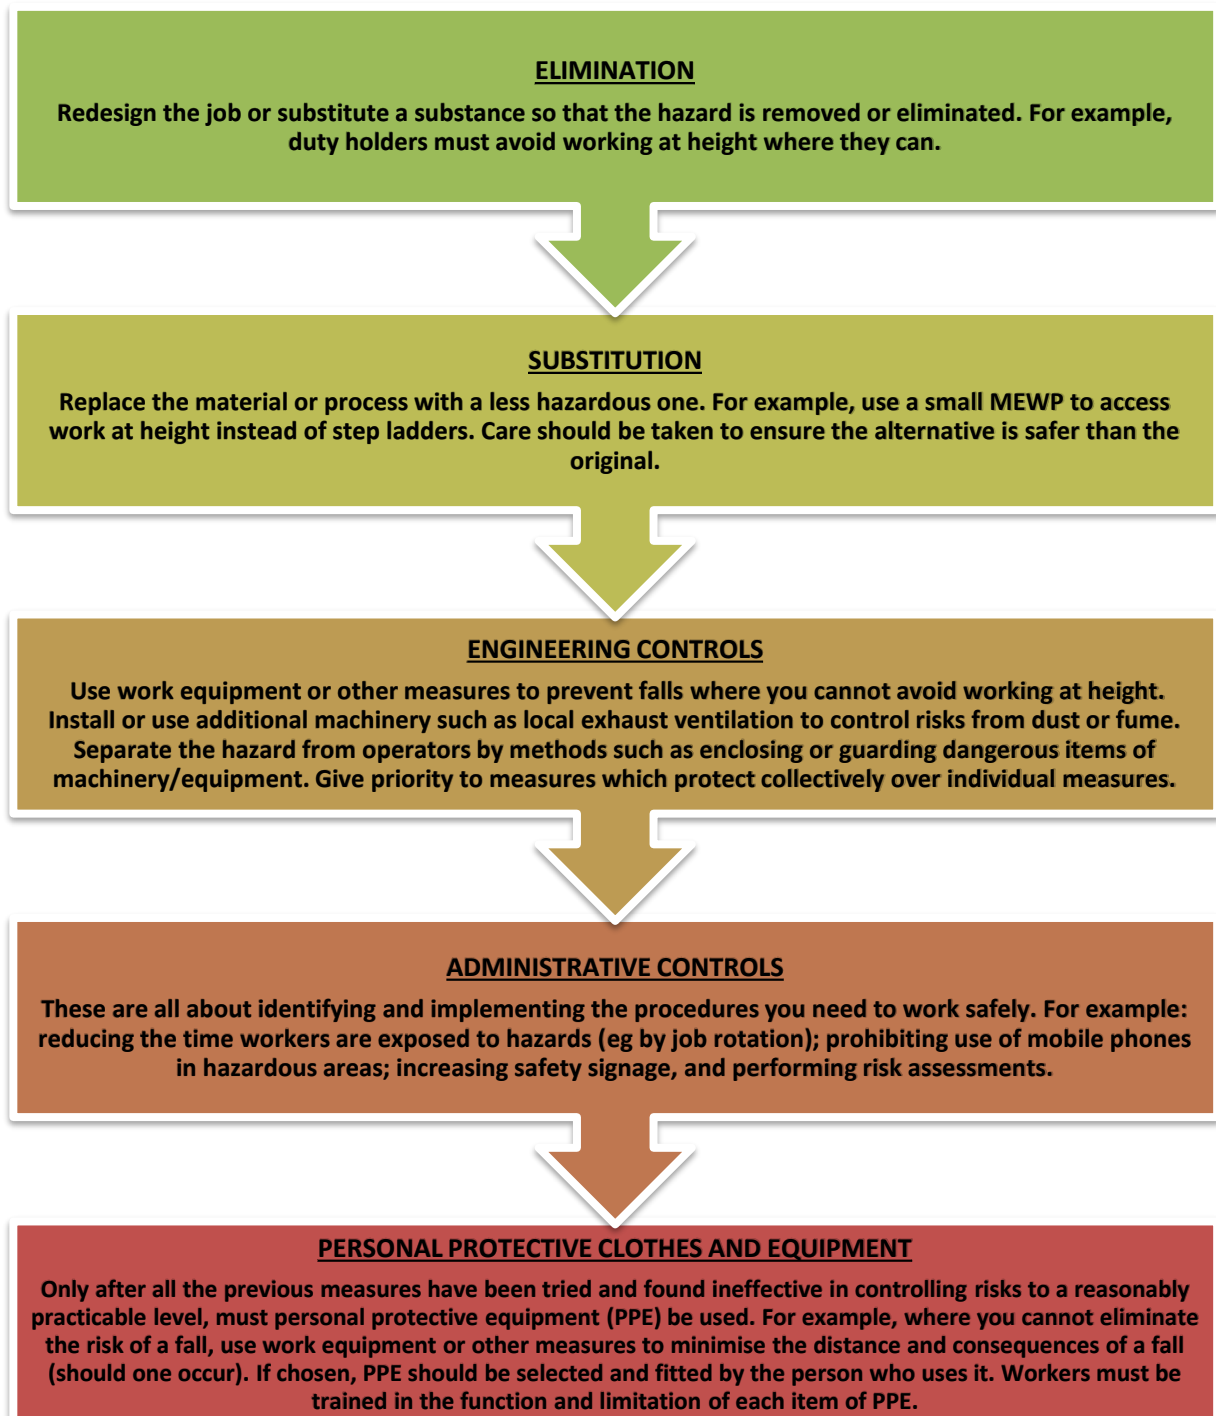 ELIMINATION
Redesign the job or substitute a substance so that the hazard is removed or eliminated. For example,
duty holders must avoid working at height where they can.
SUBSTITUTION
Replace the material or process with a less hazardous one. For example, use a small MEWP to access
work at height instead of step ladders. Care should be taken to ensure the alternative is safer than the
original.
ENGINEERING CONTROLS
Use work equipment or other measures to prevent falls where you cannot avoid working at height.
Install or use additional machinery such as local exhaust ventilation to control risks from dust or fume.
Separate the hazard from operators by methods such as enclosing or guarding dangerous items of
machinery/equipment. Give priority to measures which protect collectively over individual measures.
ADMINISTRATIVE CONTROLS
These are all about identifying and implementing the procedures you need to work safely. For example:
reducing the time workers are exposed to hazards (eg by job rotation); prohibiting use of mobile phones
in hazardous areas; increasing safety signage, and performing risk assessments.
PERSONAL PROTECTIVE CLOTHES AND EQUIPMENT
Only after all the previous measures have been tried and found ineffective in controlling risks to a reasonably
practicable level, must personal protective equipment (PPE) be used. For example, where you cannot eliminate
the risk of a fall, use work equipment or other measures to minimise the distance and consequences of a fall
(should one occur). If chosen, PPE should be selected and fitted by the person who uses it. Workers must be
trained in the function and limitation of each item of PPE.